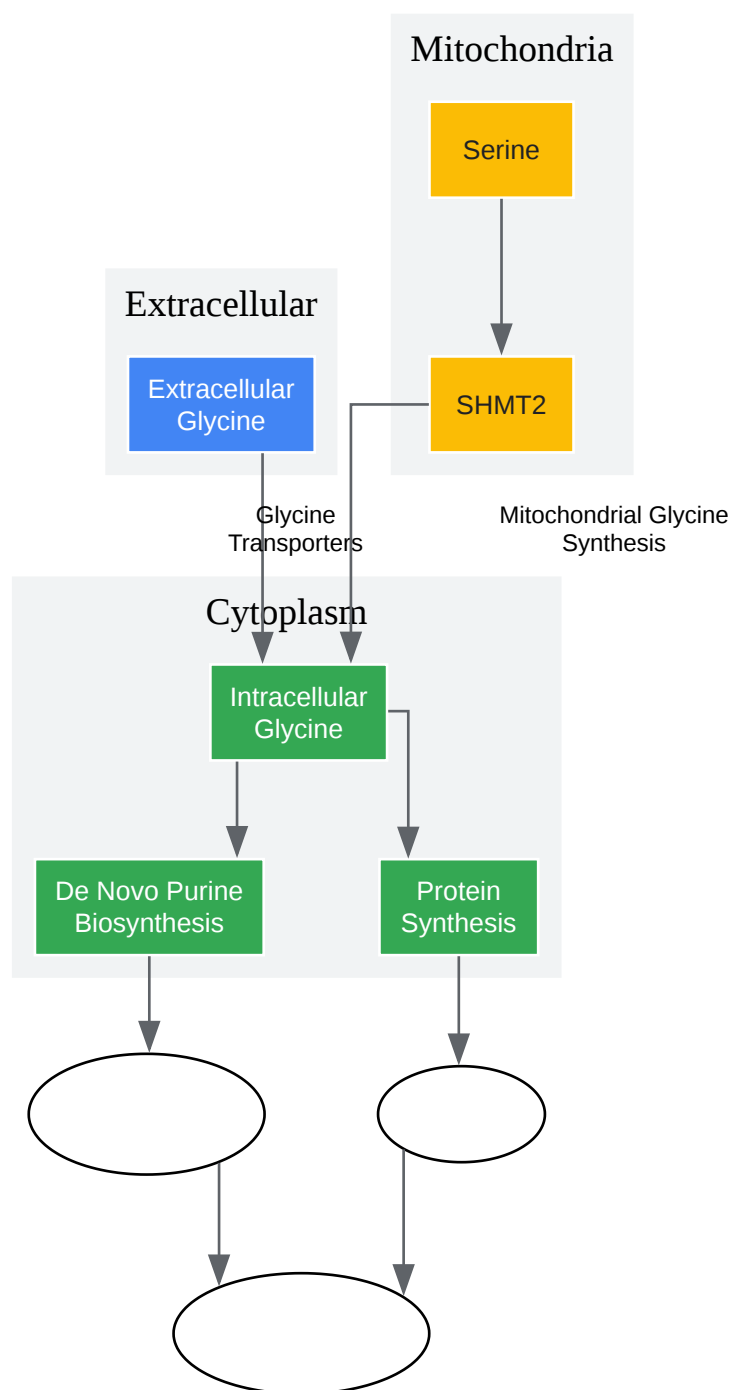 Mitochondria
Serine
Extracellular
Extracellular
Glycine
SHMT2
Glycine
Transporters
Mitochondrial Glycine
Synthesis
Cytoplasm
Intracellular
Glycine
De Novo Purine
Biosynthesis
Protein
Synthesis